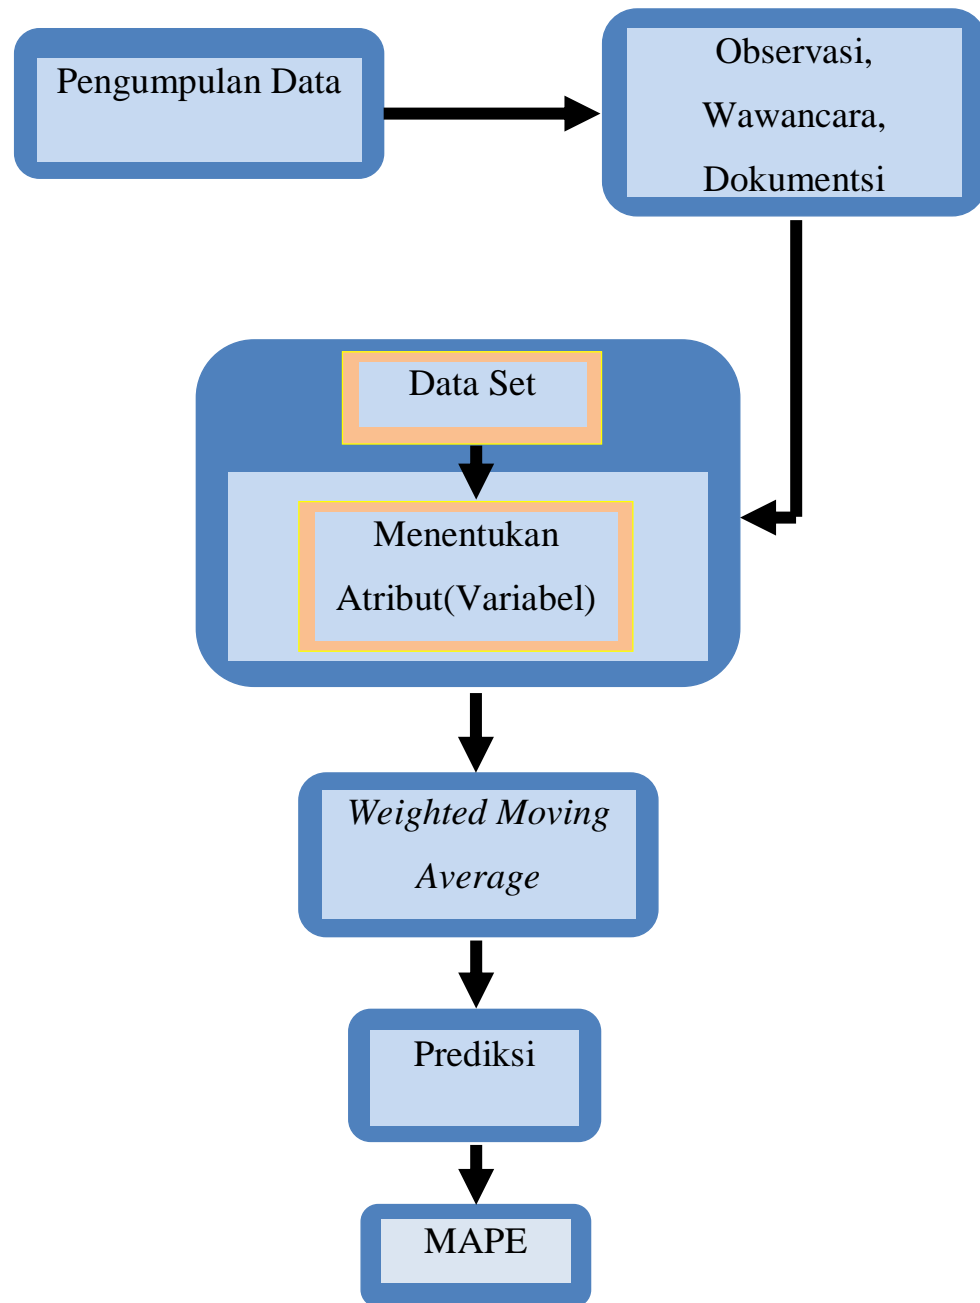 Pengumpulan Data
Observasi,
Wawancara,
Dokumentsi
Data Set
Menentukan
Atribut(Variabel)
Weighted Moving
Average
Prediksi
MAPE